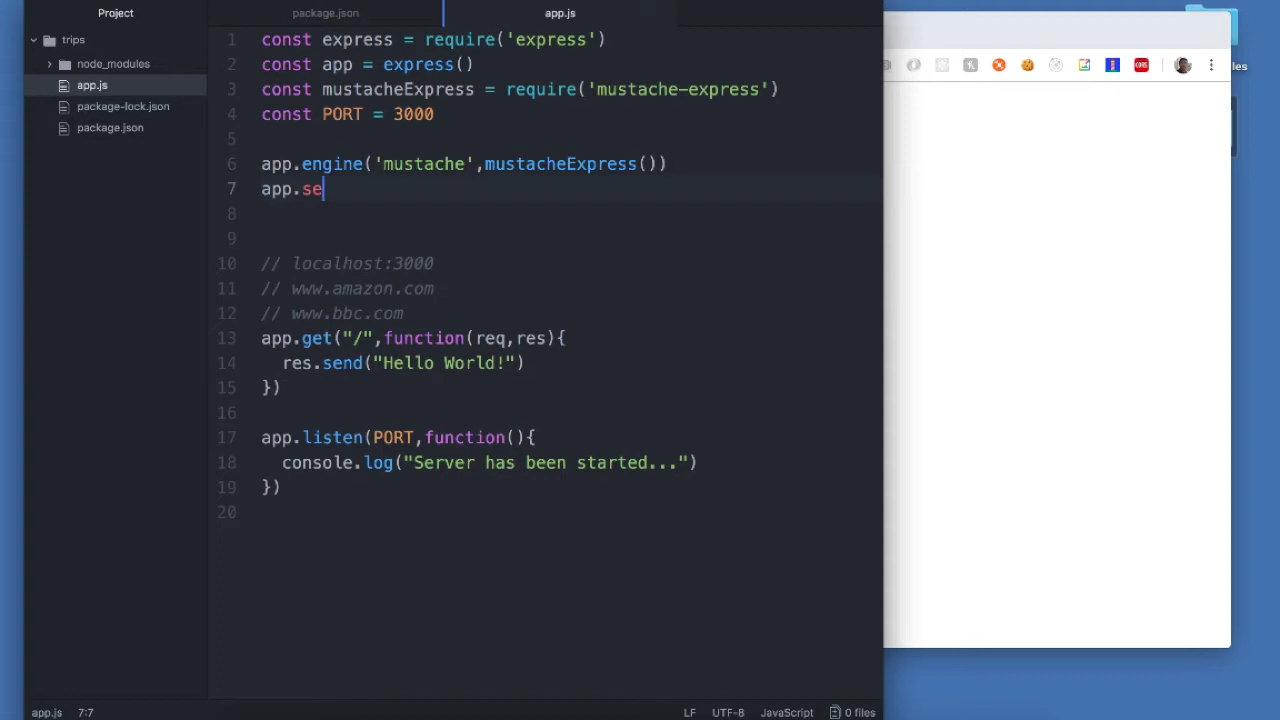 Project
package.json
app.js
trips
node_modules
app.js
package-lock.json
package.json
1 const express = require('express')
2 const app = express()
3 const mustacheExpress = require('mustache-express')
4 const PORT = 3000
5
6 app.engine('mustache',mustacheExpress())
7 app.se
8
9
10 // localhost:3000
11 // www.amazon.com
12 // www.bbc.com
13 app.get("/",function(req,res){
14 res.send("Hello World!")
15 })
16
17 app.listen(PORT,function(){
18 console.log("Server has been started...")
19 })
20
app.js 7:7 LF UTF-8 JavaScript 0 files
CORS
les